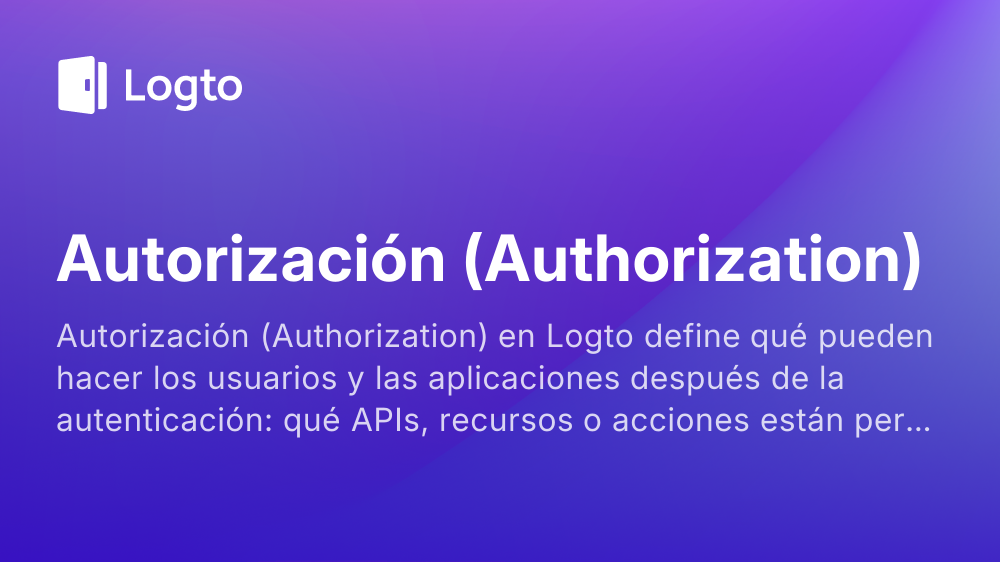 Logto
Autorización (Authorization)
Autorización (Authorization) en Logto define qué pueden
hacer los usuarios y las aplicaciones después de la
autenticación: qué APIs, recursos o acciones están per...